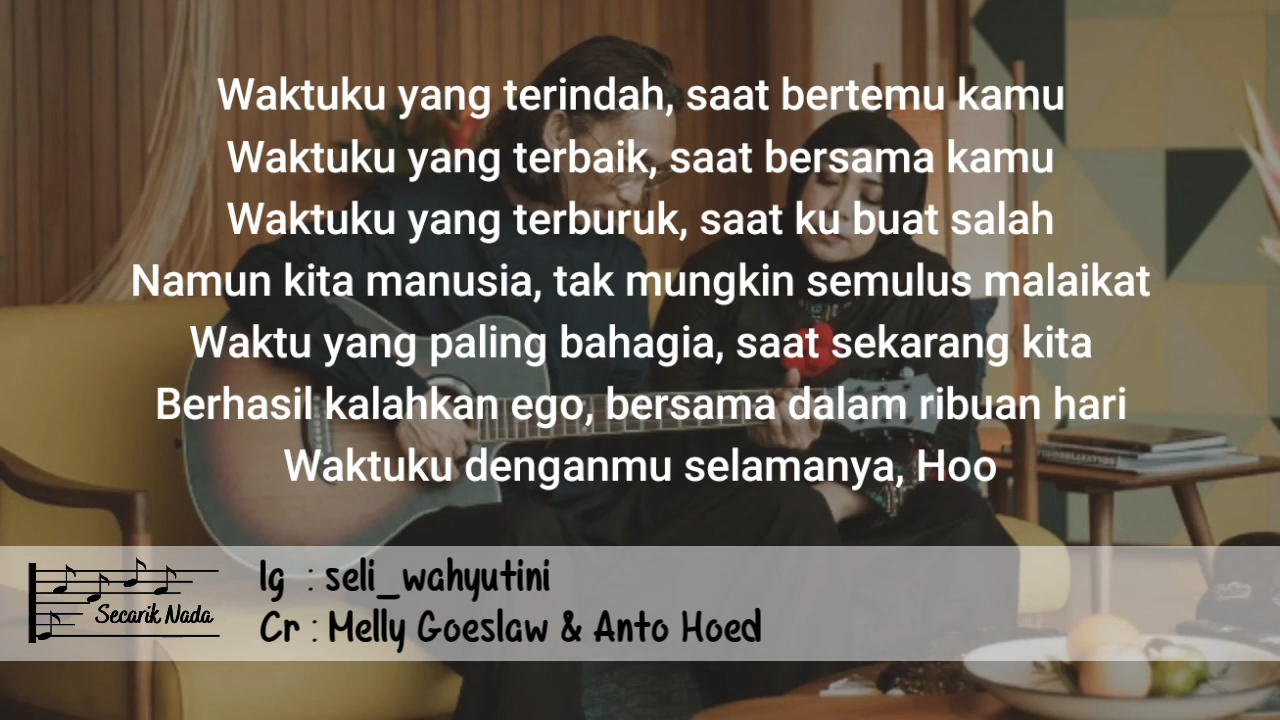 Waktuku yang terindah, saat bertemu kamu
Waktuku yang terbaik, saat bersama kamu
Waktuku yang terburuk, saat ku buat salah
Namun kita manusia, tak mungkin semulus malaikat
Waktu yang paling bahagia, saat sekarang kita
Berhasil kalahkan ego, bersama dalam ribuan hari
Waktuku denganmu selamanya, Hoo
Secarik Nada
Ig : seli_wahyutini
Cr : Melly Goeslaw & Anto Hoed